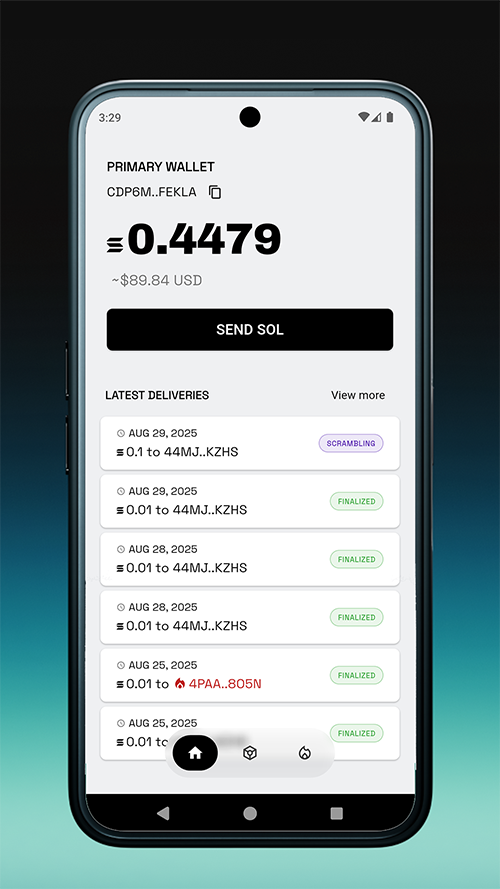 3:29
PRIMARY WALLET
CDP6M..FEKLA
0.4479
~$89.84 USD
SEND SOL
LATEST DELIVERIES View more
AUG 29, 2025
0.1 to 44MJ..KZHS SCRAMBLING
AUG 29, 2025
0.01 to 44MJ..KZHS FINALIZED
AUG 28, 2025
0.01 to 44MJ..KZHS FINALIZED
AUG 28, 2025
0.01 to 44MJ..KZHS FINALIZED
AUG 25, 2025
0.01 to 4PAA..8O5N FINALIZED
AUG 25, 2025
0.01 to FINALIZED